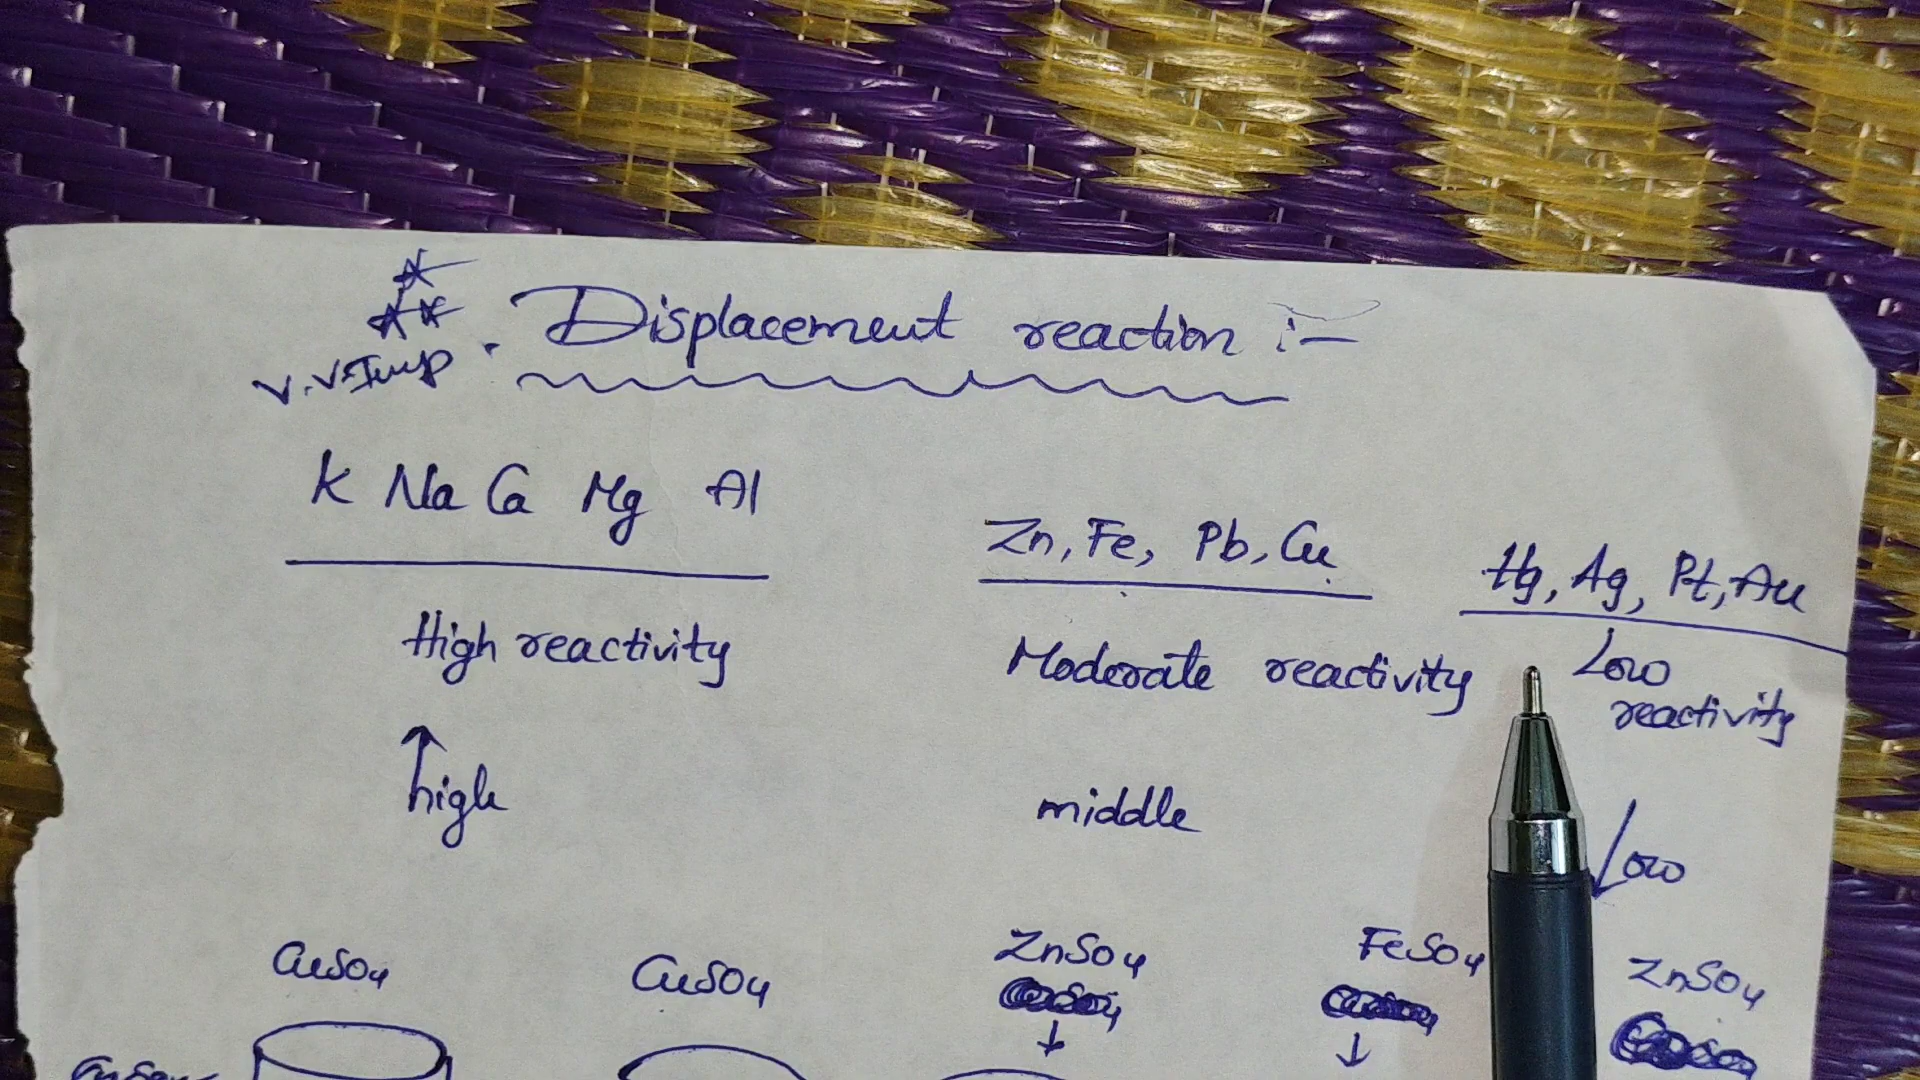 V.V.Imp . Displacement reaction :-
K Na Ca Mg Al
Zn, Fe, Pb, Cu
Hg, Ag, Pt, Au
High reactivity
Moderate reactivity
Low
reactivity
high
middle
Low
CuSO4
CuSO4
ZnSO4
FeSO4
ZnSO4